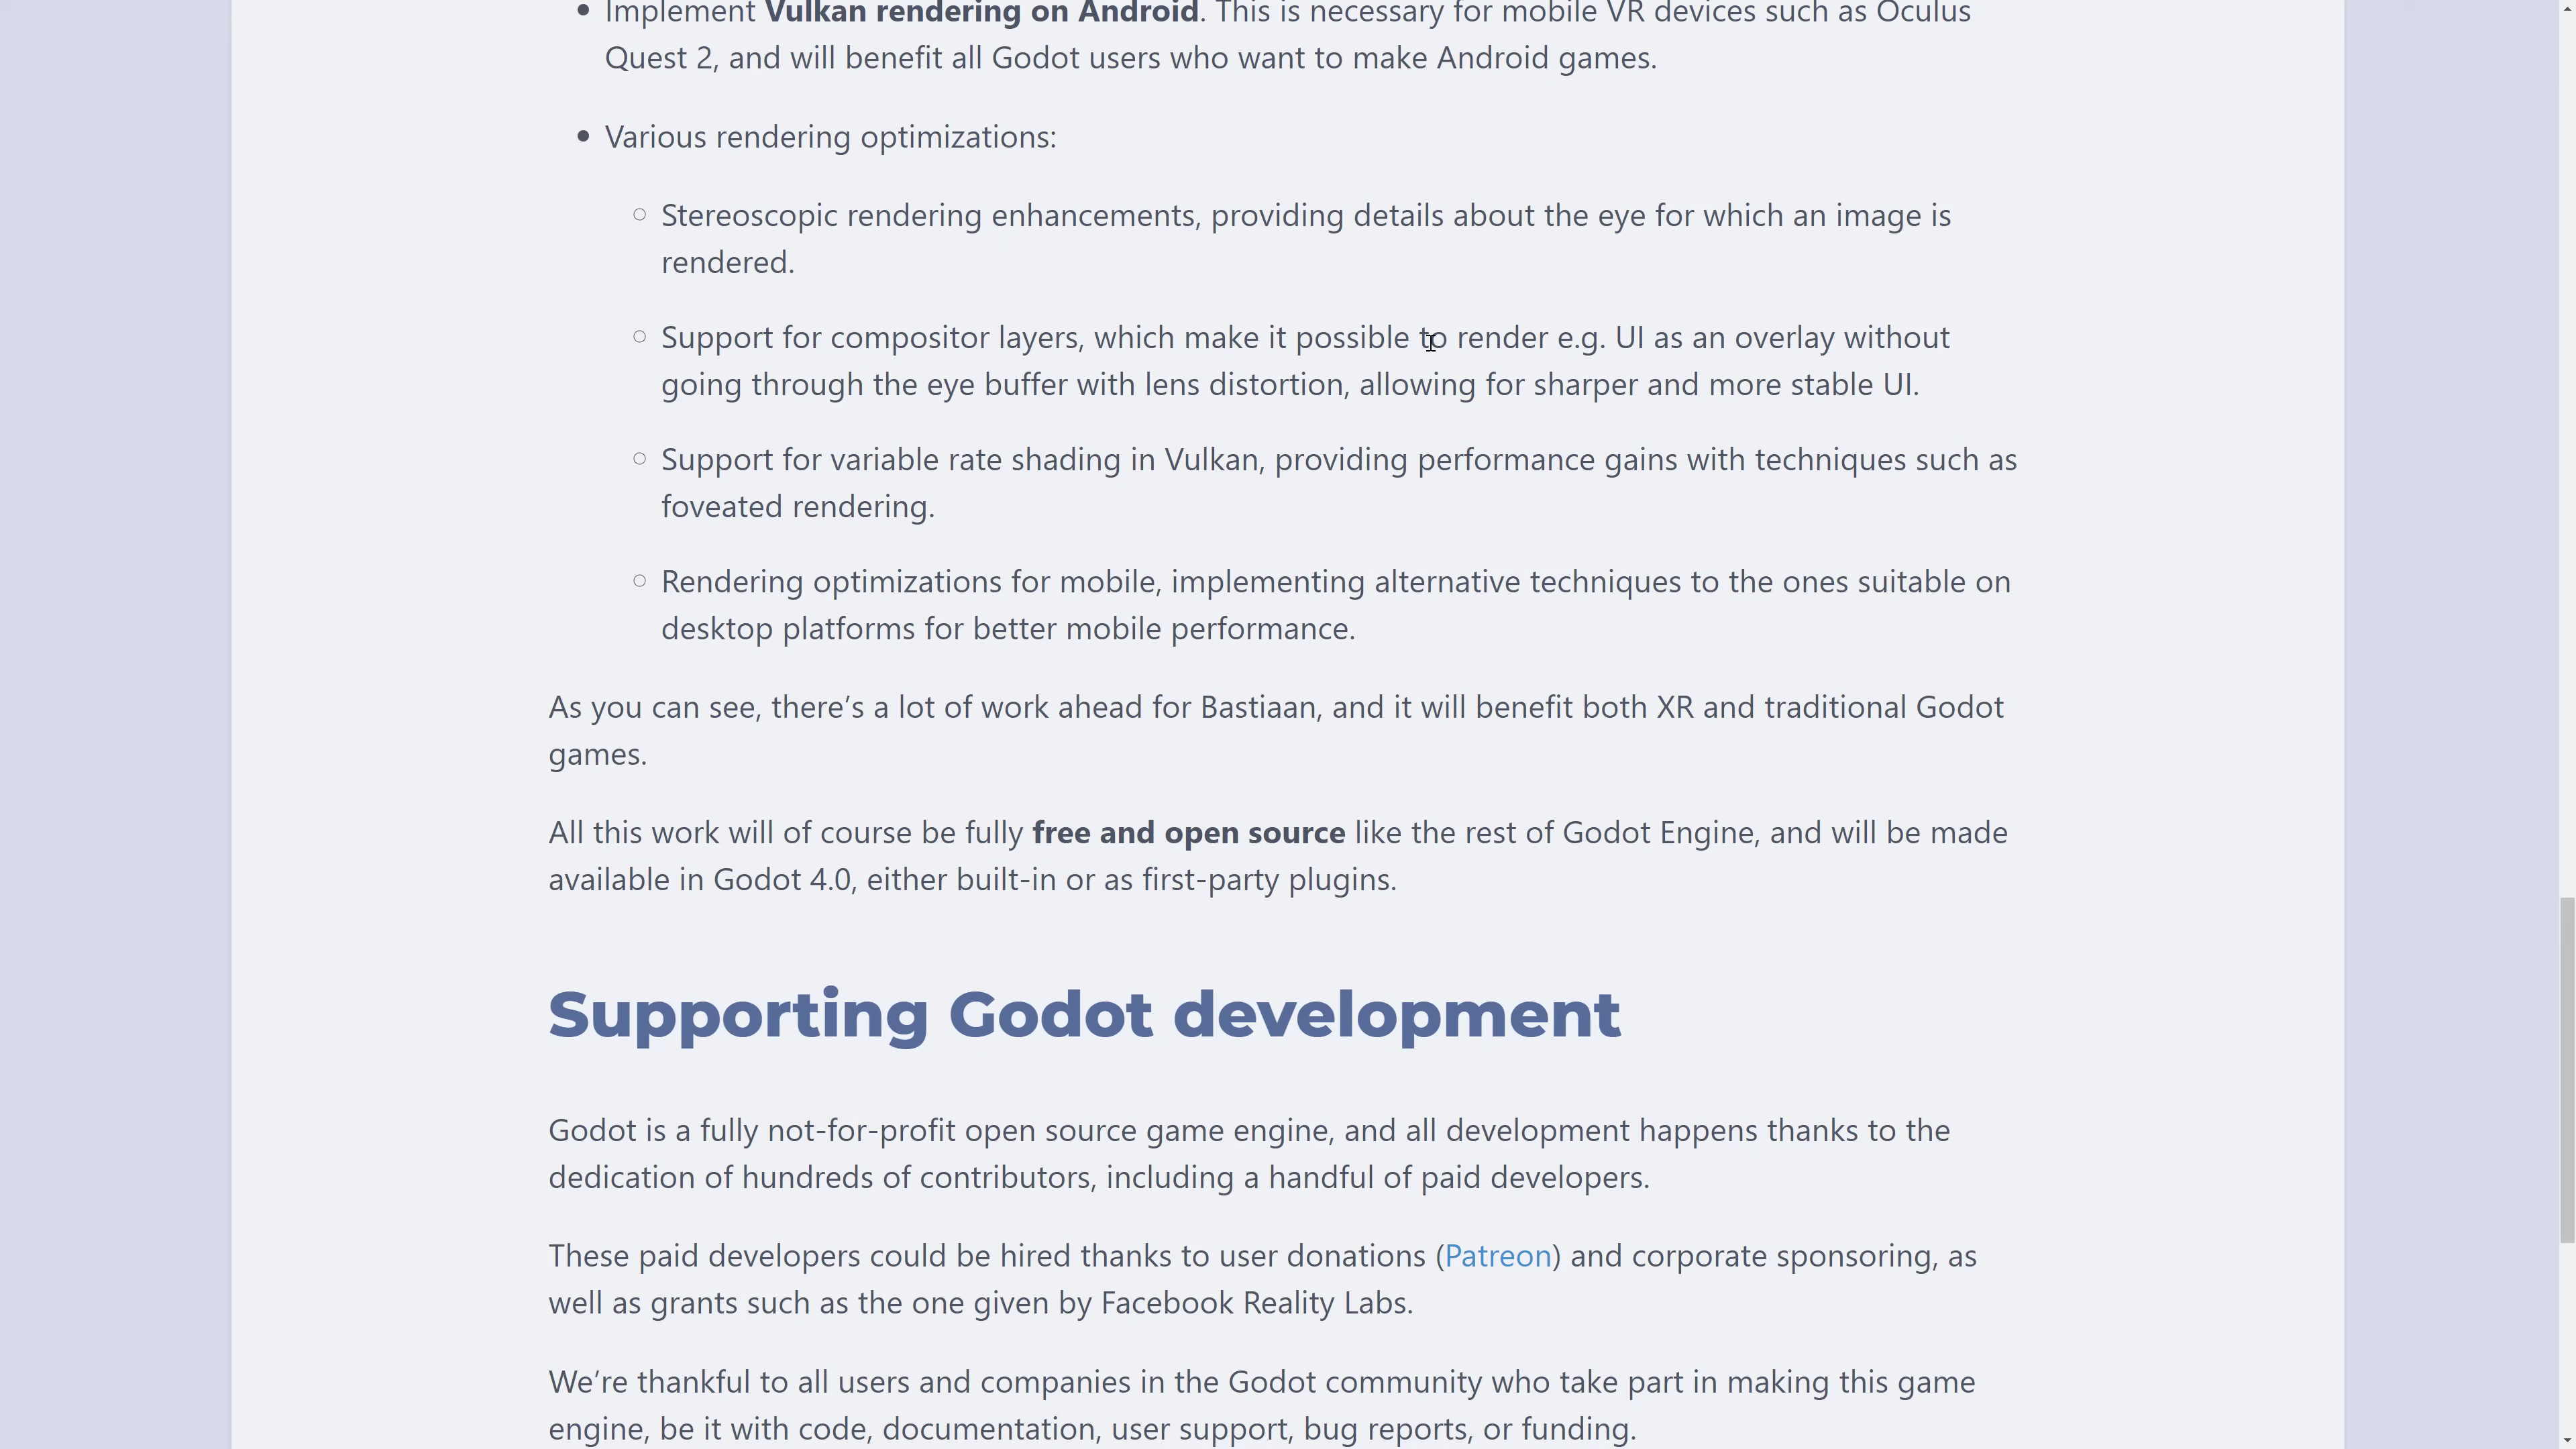 Implement Vulkan rendering on Android. This is necessary for mobile VR devices such as Oculus
Quest 2, and will benefit all Godot users who want to make Android games.
Various rendering optimizations:
Stereoscopic rendering enhancements, providing details about the eye for which an image is
rendered.
Support for compositor layers, which make it possible to render e.g. UI as an overlay without
going through the eye buffer with lens distortion, allowing for sharper and more stable UI.
Support for variable rate shading in Vulkan, providing performance gains with techniques such as
foveated rendering.
Rendering optimizations for mobile, implementing alternative techniques to the ones suitable on
desktop platforms for better mobile performance.
As you can see, there’s a lot of work ahead for Bastiaan, and it will benefit both XR and traditional Godot
games.
All this work will of course be fully free and open source like the rest of Godot Engine, and will be made
available in Godot 4.0, either built-in or as first-party plugins.
Supporting Godot development
Godot is a fully not-for-profit open source game engine, and all development happens thanks to the
dedication of hundreds of contributors, including a handful of paid developers.
These paid developers could be hired thanks to user donations (Patreon) and corporate sponsoring, as
well as grants such as the one given by Facebook Reality Labs.
We’re thankful to all users and companies in the Godot community who take part in making this game
engine, be it with code, documentation, user support, bug reports, or funding.